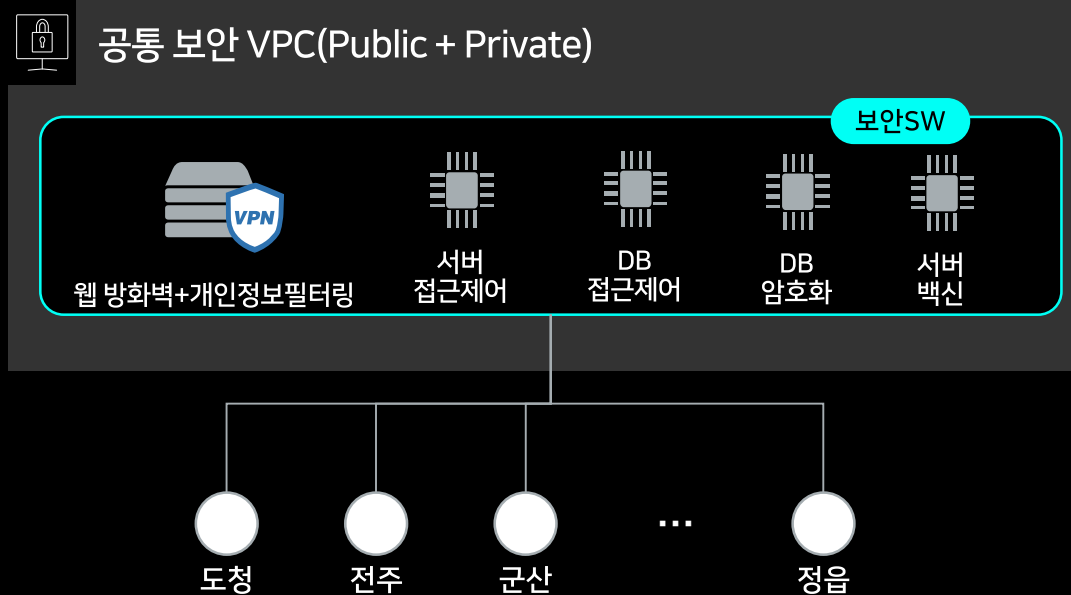 공통 보안 VPC(Public + Private)
보안SW
VPN
웹 방화벽+개인정보필터링
서버
접근제어
DB
접근제어
DB
암호화
서버
백신
도청
전주
군산
...
정읍